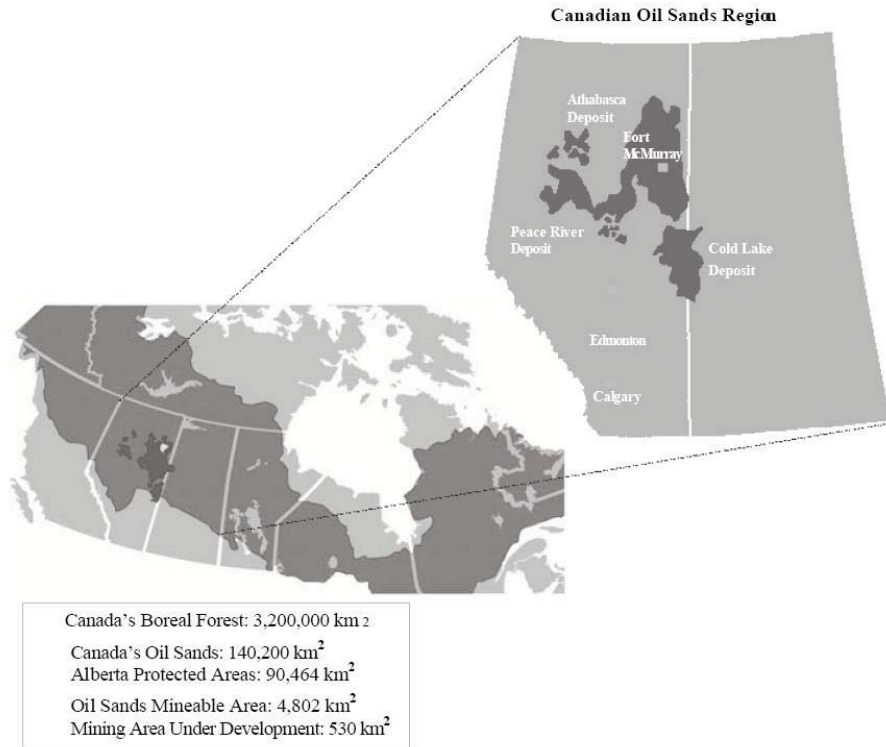 Canadian Oil Sands Region
Athabasca
Deposit
Fort
McMurray
Peace River
Deposit
Cold Lake
Deposit
Edmonton
Calgary
Canada’s Boreal Forest: 3,200,000 km 2
Canada’s Oil Sands: 140,200 km²
Alberta Protected Areas: 90,464 km²
Oil Sands Mineable Area: 4,802 km²
Mining Area Under Development: 530 km²